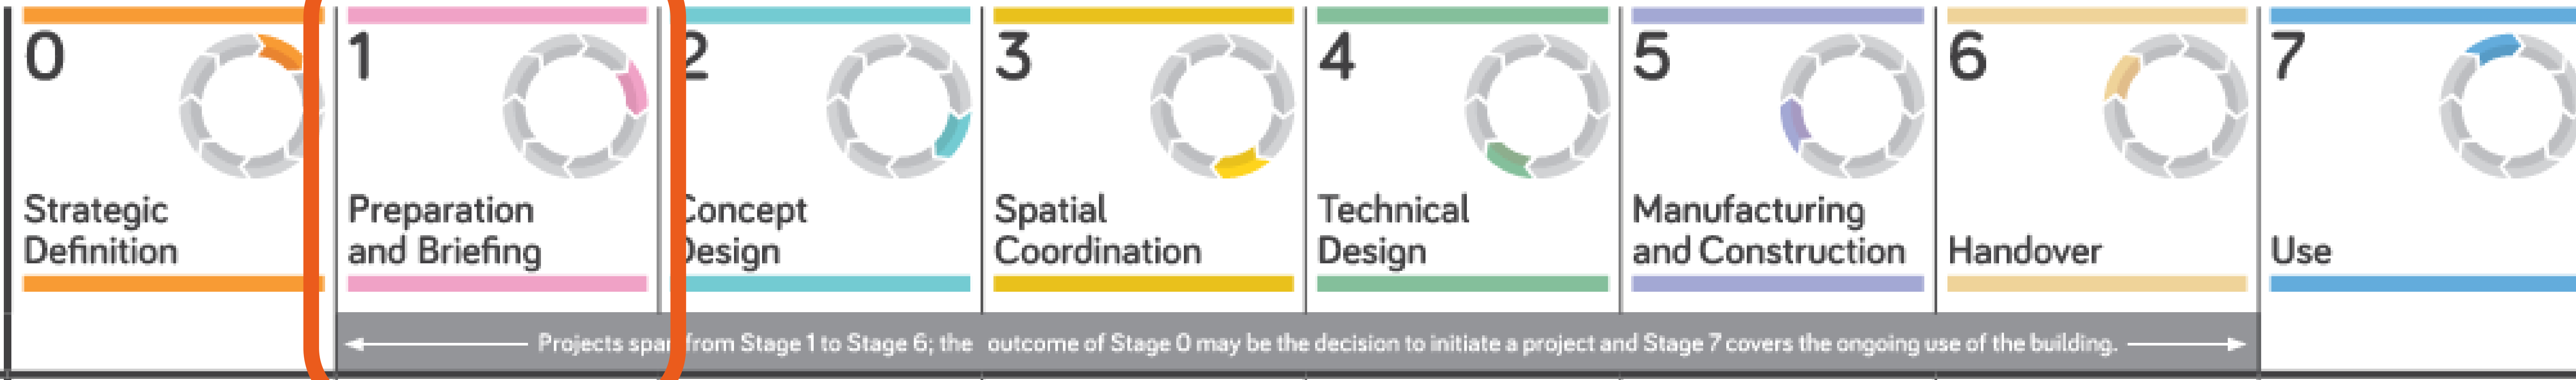 0
Strategic
Definition
1
Preparation
and Briefing
2
Concept
Design
3
Spatial
Coordination
4
Technical
Design
5
Manufacturing
and Construction
6
Handover
7
Use
Projects span from Stage 1 to Stage 6; the outcome of Stage 0 may be the decision to initiate a project and Stage 7 covers the ongoing use of the building.